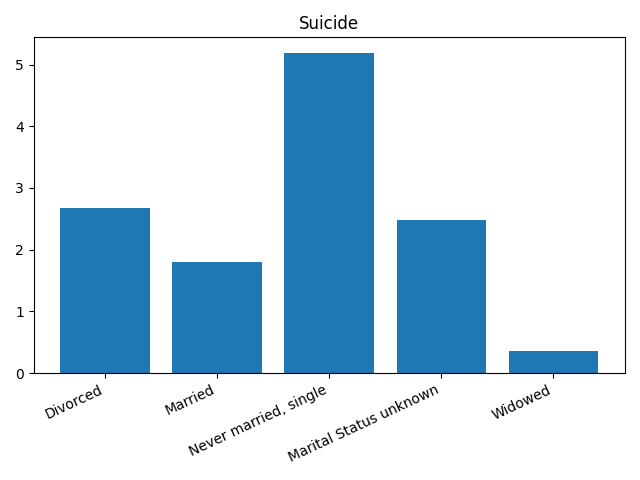 Suicide
5
4
3
2
1
0
Divorced
Married
Never married, single
Marital Status unknown
Widowed